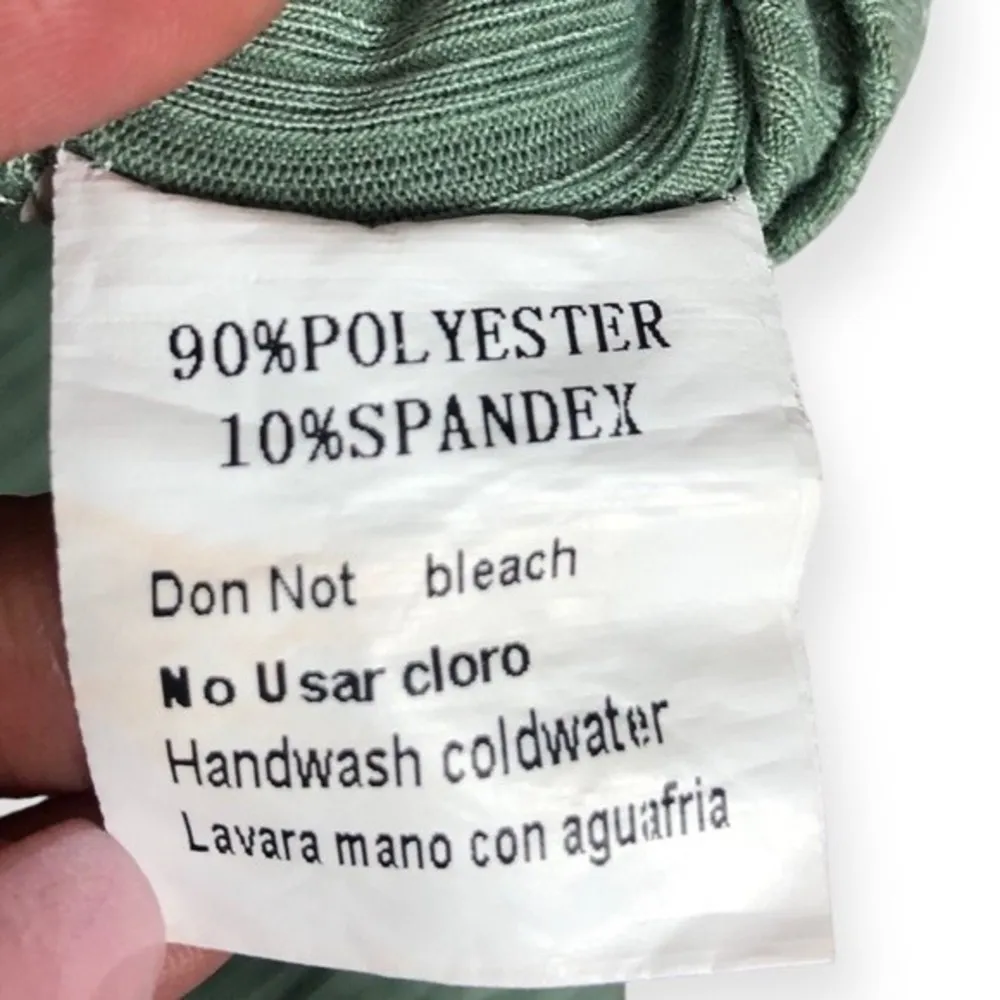 90%POLYESTER
10%SPANDEX
Don Not bleach
No Usar cloro
Handwash coldwater
Lavara mano con aguafria